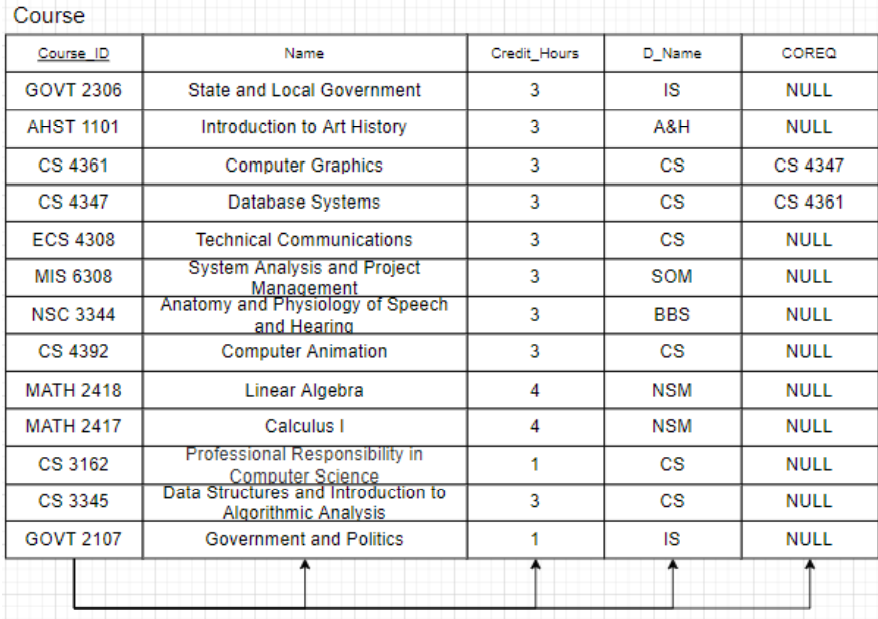 Course
Course_ID Name Credit_Hours D_Name COREQ
GOVT 2306 State and Local Government 3 IS NULL
AHST 1101 Introduction to Art History 3 A&H NULL
CS 4361 Computer Graphics 3 CS CS 4347
CS 4347 Database Systems 3 CS CS 4361
ECS 4308 Technical Communications 3 CS NULL
MIS 6308 System Analysis and Project Management 3 SOM NULL
NSC 3344 Anatomy and Physiology of Speech and Hearing 3 BBS NULL
CS 4392 Computer Animation 3 CS NULL
MATH 2418 Linear Algebra 4 NSM NULL
MATH 2417 Calculus I 4 NSM NULL
CS 3162 Professional Responsibility in Computer Science 1 CS NULL
CS 3345 Data Structures and Introduction to Algorithmic Analysis 3 CS NULL
GOVT 2107 Government and Politics 1 IS NULL